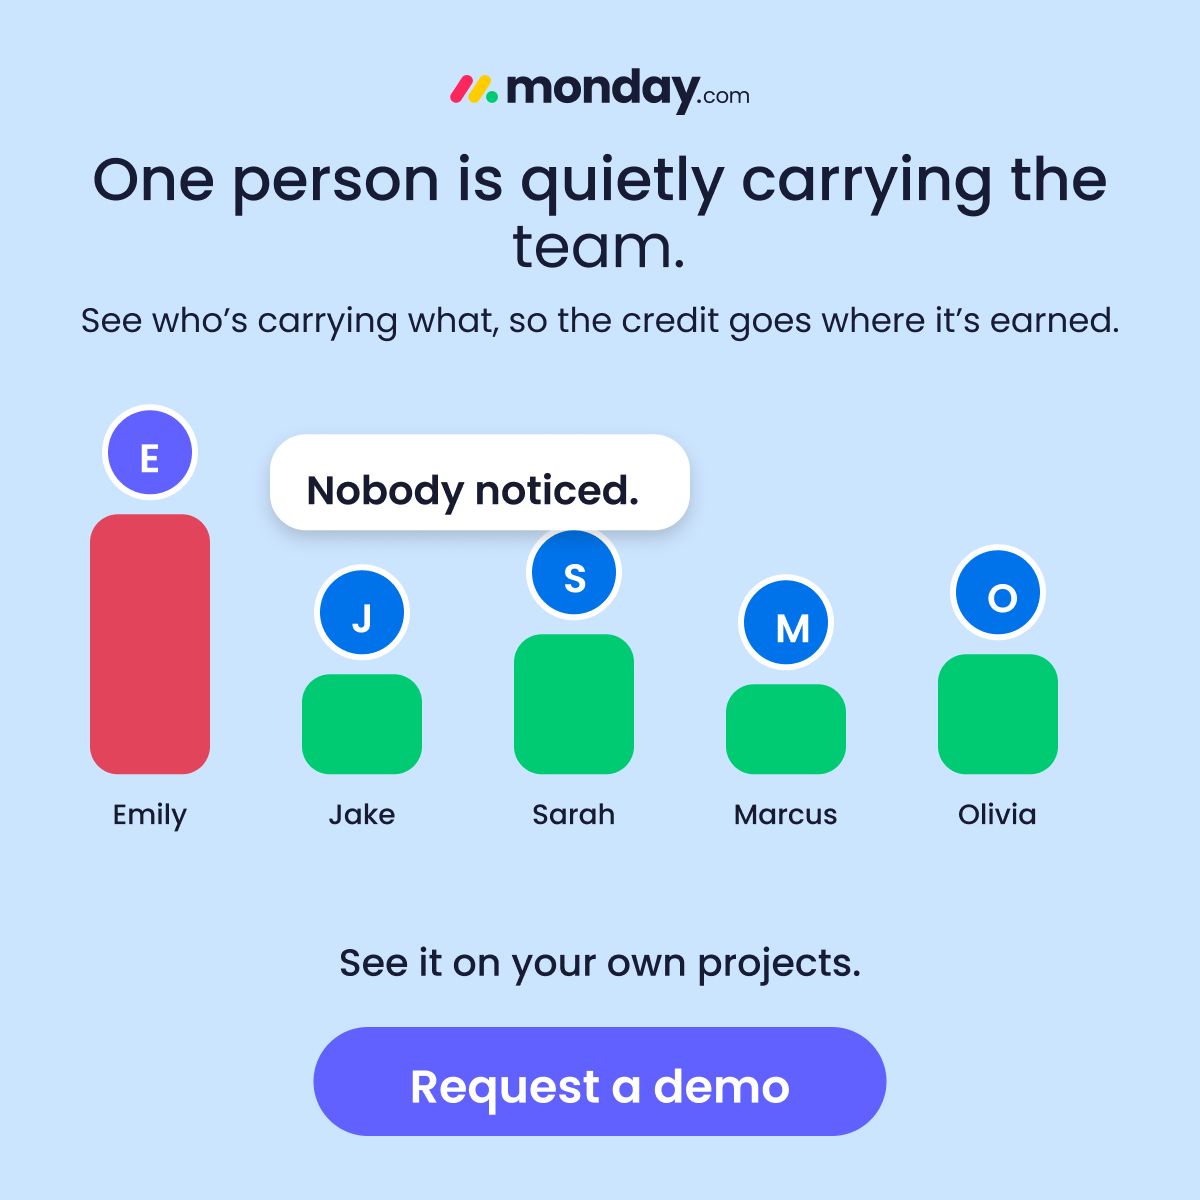 monday.com
One person is quietly carrying the
team.
See who’s carrying what, so the credit goes where it’s earned.
E
Nobody noticed.
J
S
M
O
Emily
Jake
Sarah
Marcus
Olivia
See it on your own projects.
Request a demo